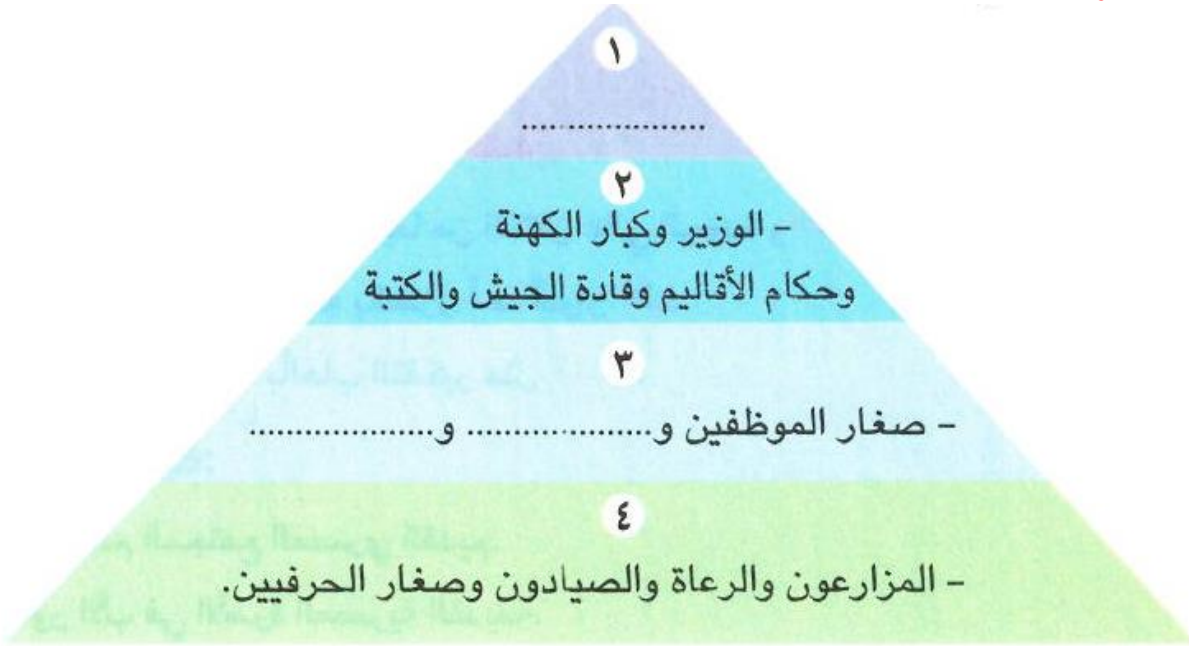 ١
......................
٢
- الوزير وكبار الكهنة
وحكام الأقاليم وقادة الجيش والكتبة
٣
- صغار الموظفين و...................... و......................
٤
- المزارعون والرعاة والصيادون وصغار الحرفيين.